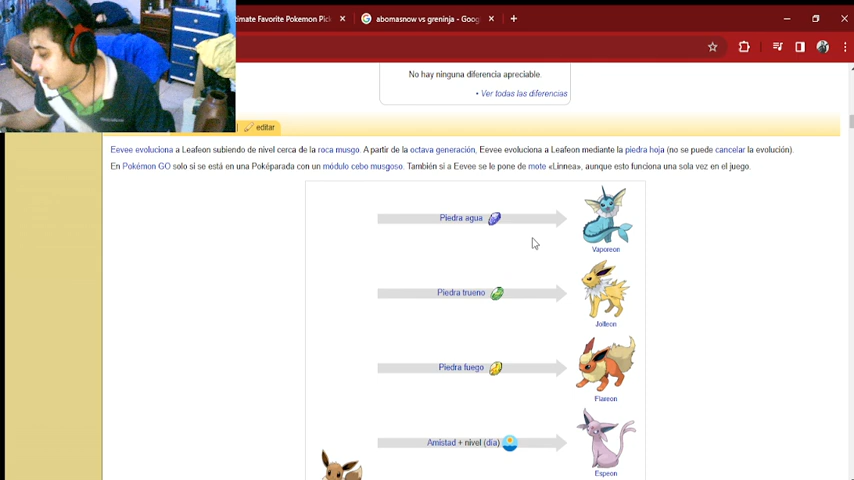 timate Favorite Pokemon Pic
abomasnow vs greninja - Goog
No hay ninguna diferencia apreciable.
• Ver todas las diferencias
editar
Eevee evoluciona a Leafeon subiendo de nivel cerca de la roca musgo. A partir de la octava generación, Eevee evoluciona a Leafeon mediante la piedra hoja (no se puede cancelar la evolución).
En Pokémon GO solo si se está en una Poképarada con un módulo cebo musgoso. También si a Eevee se le pone de mote «Linnea», aunque esto funciona una sola vez en el juego.
Piedra agua
Vaporeon
Piedra trueno
Jolteon
Piedra fuego
Flareon
Amistad + nivel (día)
Espeon